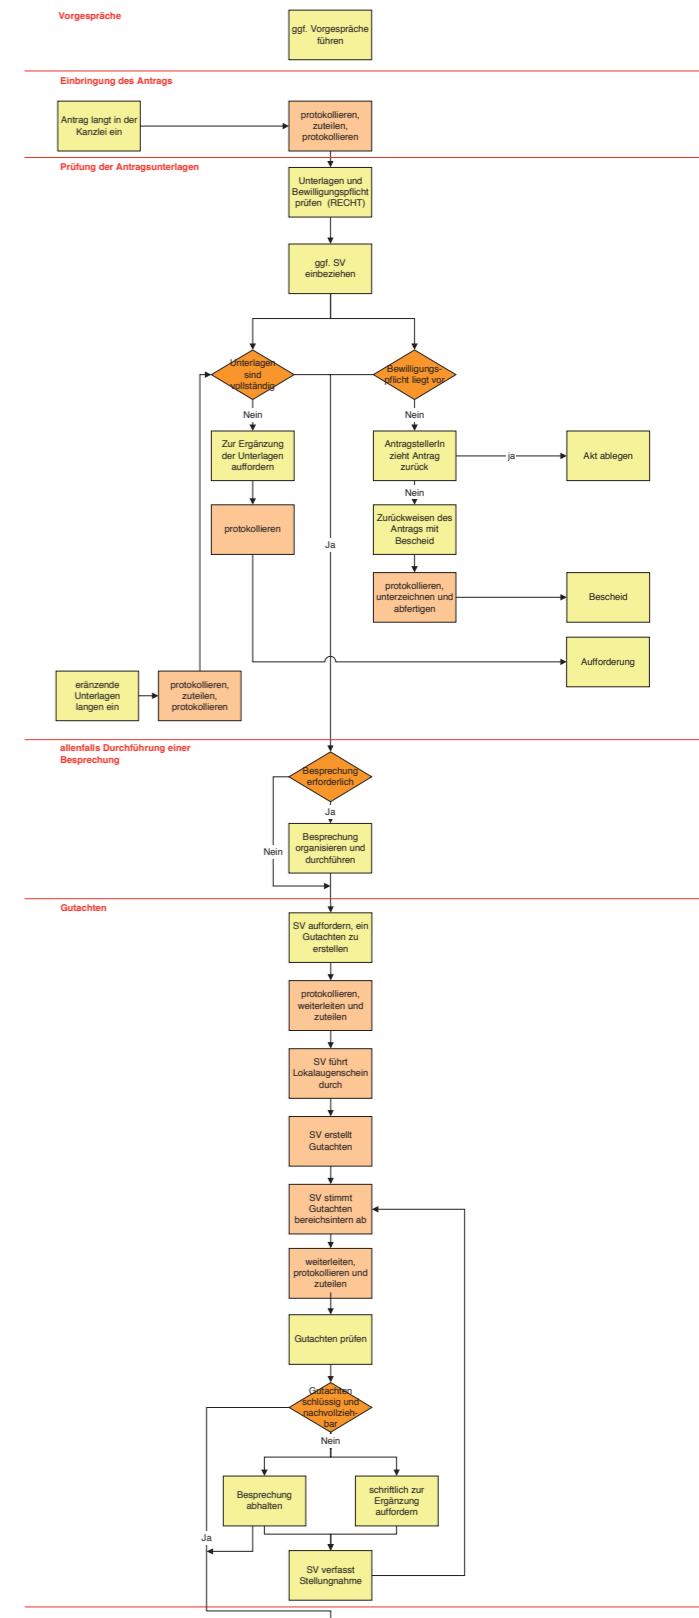 Vorgespräche
ggf. Vorgespräche
führen
Einbringung des Antrags
Antrag langt in der
Kanzlei ein
protokollieren,
zuteilen,
protokollieren
Prüfung der Antragsunterlagen
Unterlagen und
Bewilligungspflicht
prüfen (RECHT)
ggf. SV
einbeziehen
Unterlagen
sind
vollständig
Bewilligungs-
pflicht liegt vor
Nein
Nein
Zur Ergänzung
der Unterlagen
auffordern
AntragstellerIn
zieht Antrag
zurück
ja
Akt ablegen
Nein
protokollieren
Zurückweisen des
Antrags mit
Bescheid
Ja
protokollieren,
unterzeichnen und
abfertigen
Bescheid
Aufforderung
eränzende
Unterlagen
langen ein
protokollieren,
zuteilen,
protokollieren
allenfalls Durchführung einer
Besprechung
Besprechung
erforderlich
Ja
Nein
Besprechung
organisieren und
durchführen
Gutachten
SV auffordern, ein
Gutachten zu
erstellen
protokollieren,
weiterleiten und
zuteilen
SV führt
Lokalaugenschein
durch
SV erstellt
Gutachten
SV stimmt
Gutachten
bereichsintern ab
weiterleiten,
protokollieren und
zuteilen
Gutachten prüfen
Gutachten
schlüssig und
nachvollzieh-
bar
Nein
Besprechung
abhalten
schriftlich zur
Ergänzung
auffordern
Ja
SV verfasst
Stellungnahme